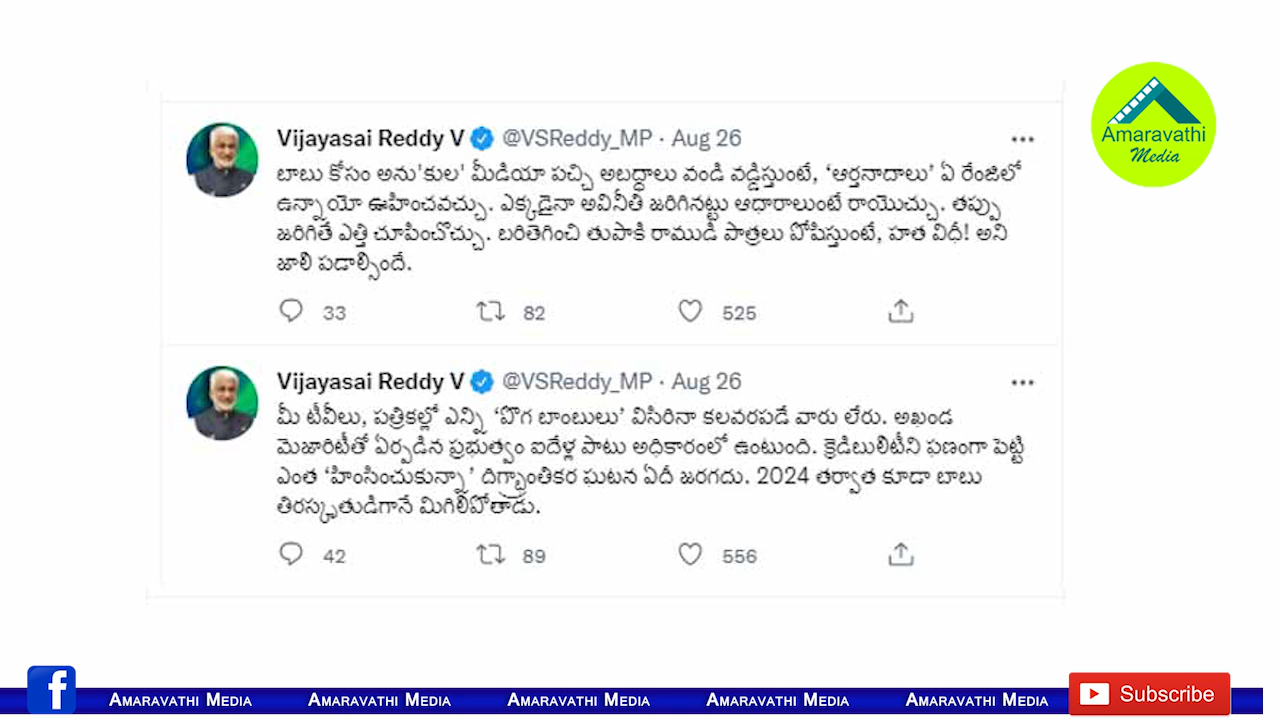 Vijayasai Reddy V @VSReddy_MP · Aug 26
బాబు కోసం అను'కుల' మీడియా పచ్చి అబద్ధాలు వండి వడ్డిస్తుంటే, ‘ఆర్తనాదాలు’ ఏ రేంజిలో
ఉన్నాయో ఊహించవచ్చు. ఎక్కడైనా అవినీతి జరిగినట్టు ఆధారాలుంటే రాయొచ్చు. తప్పు
జరిగితే ఎత్తి చూపించొచ్చు. బరితెగించి తుపాకి రాముడి పాత్రలు పోషిస్తుంటే, హత విధీ! అని
జాలి పడాల్సిందే.
33 82 525
Vijayasai Reddy V @VSReddy_MP · Aug 26
మీ టీవీలు, పత్రికల్లో ఎన్ని ‘పొగ బాంబులు’ విసిరినా కలవరపడే వారు లేరు. అఖండ
మెజారిటీతో ఏర్పడిన ప్రభుత్వం ఐదేళ్ల పాటు అధికారంలో ఉంటుంది. క్రెడిబులిటీని ఫణంగా పెట్టి
ఎంత ‘హింసించుకున్నా’ దిగ్భ్రాంతికర ఘటన ఏదీ జరగదు. 2024 తర్వాత కూడా బాబు
తిరస్కృతుడిగానే మిగిలిపోతాడు.
42 89 556
Amaravathi
Media
f
Amaravathi Media Amaravathi Media Amaravathi Media Amaravathi Media Amaravathi Media
Subscribe